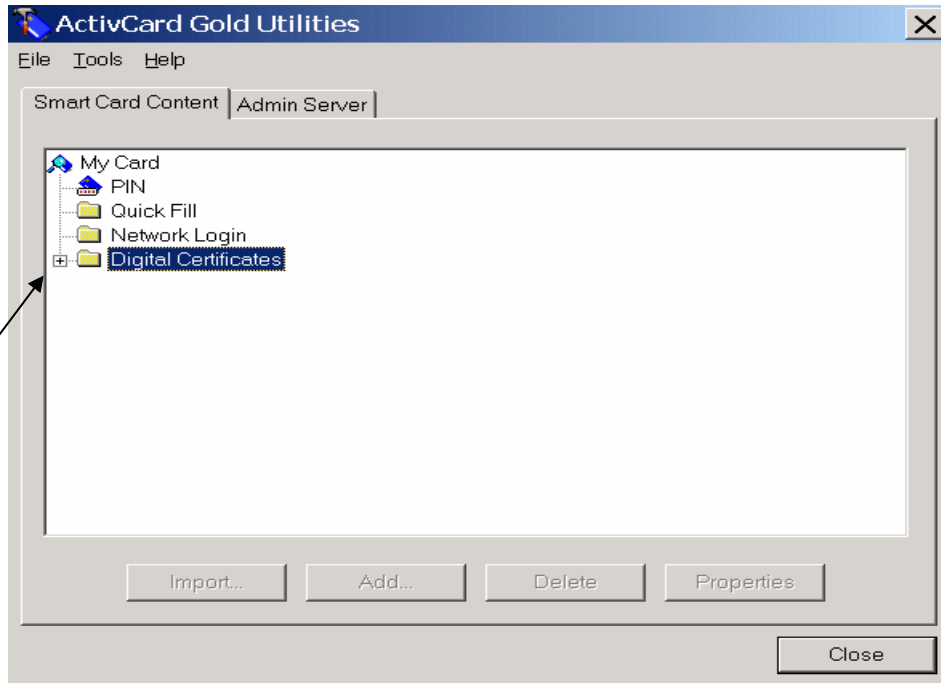 ActivCard Gold Utilities
File Tools Help
Smart Card Content Admin Server
My Card
PIN
Quick Fill
Network Login
Digital Certificates
Import... Add... Delete Properties
Close